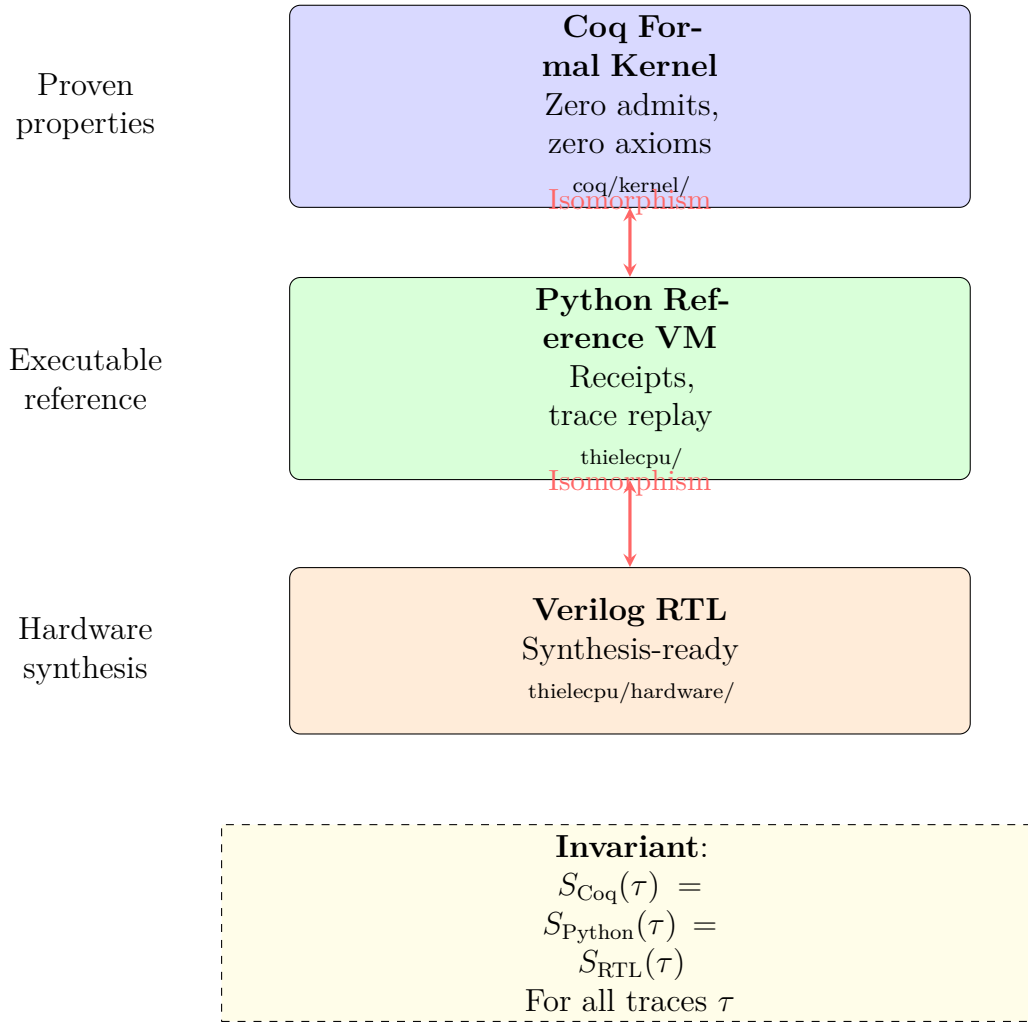 Proven
properties
Coq For-
mal Kernel
Zero admits,
zero axioms
coq/kernel/
Isomorphism
Executable
reference
Python Ref-
erence VM
Receipts,
trace replay
thielecpu/
Isomorphism
Hardware
synthesis
Verilog RTL
Synthesis-ready
thielecpu/hardware/
Invariant:
S_Coq(τ) =
S_Python(τ) =
S_RTL(τ)
For all traces τ